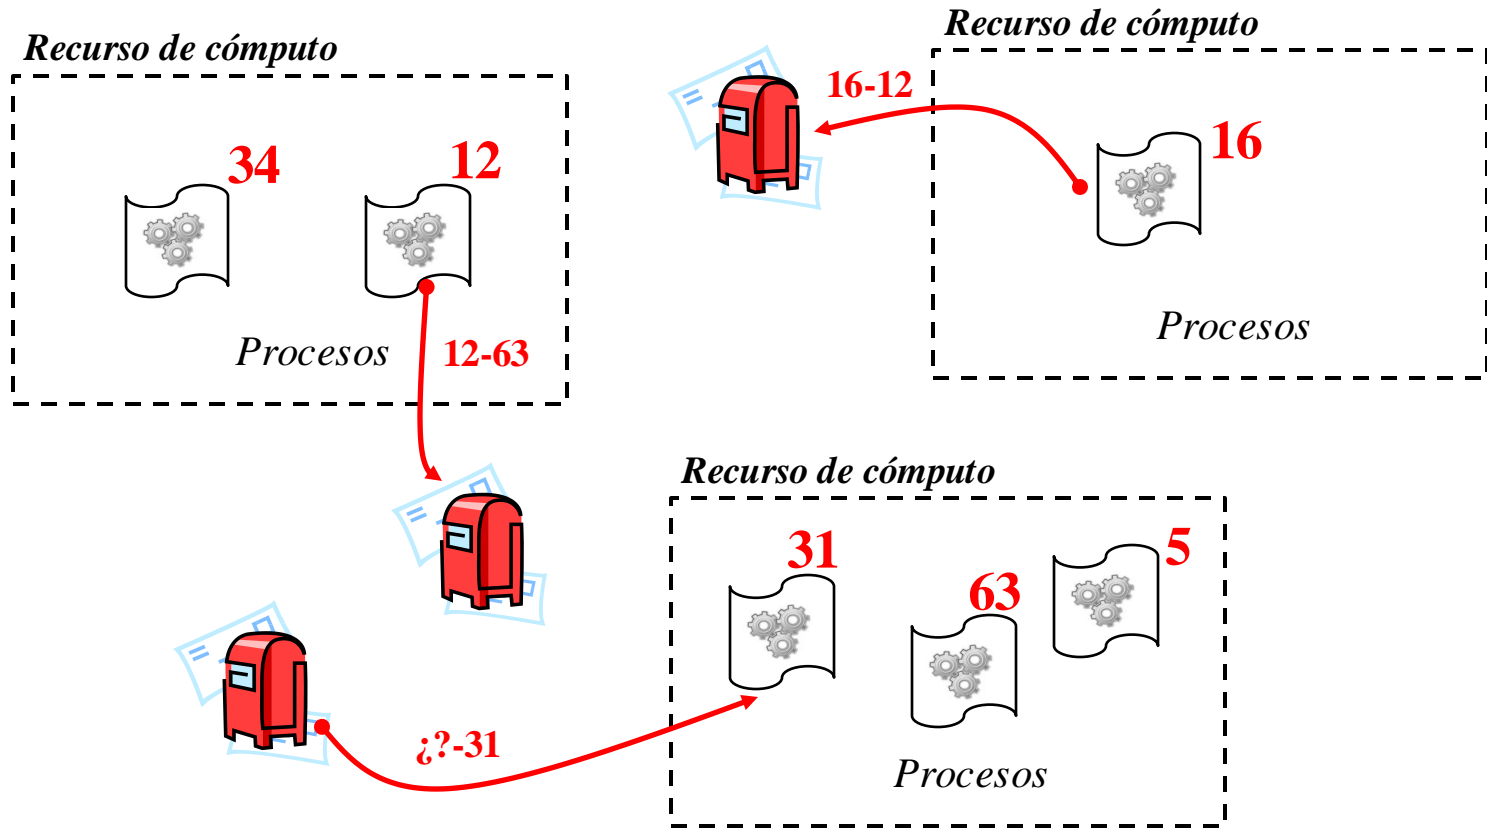 Recurso de cómputo
34
12
Procesos
12-63
Recurso de cómputo
16-12
16
Procesos
Recurso de cómputo
31
63
5
¿?-31
Procesos